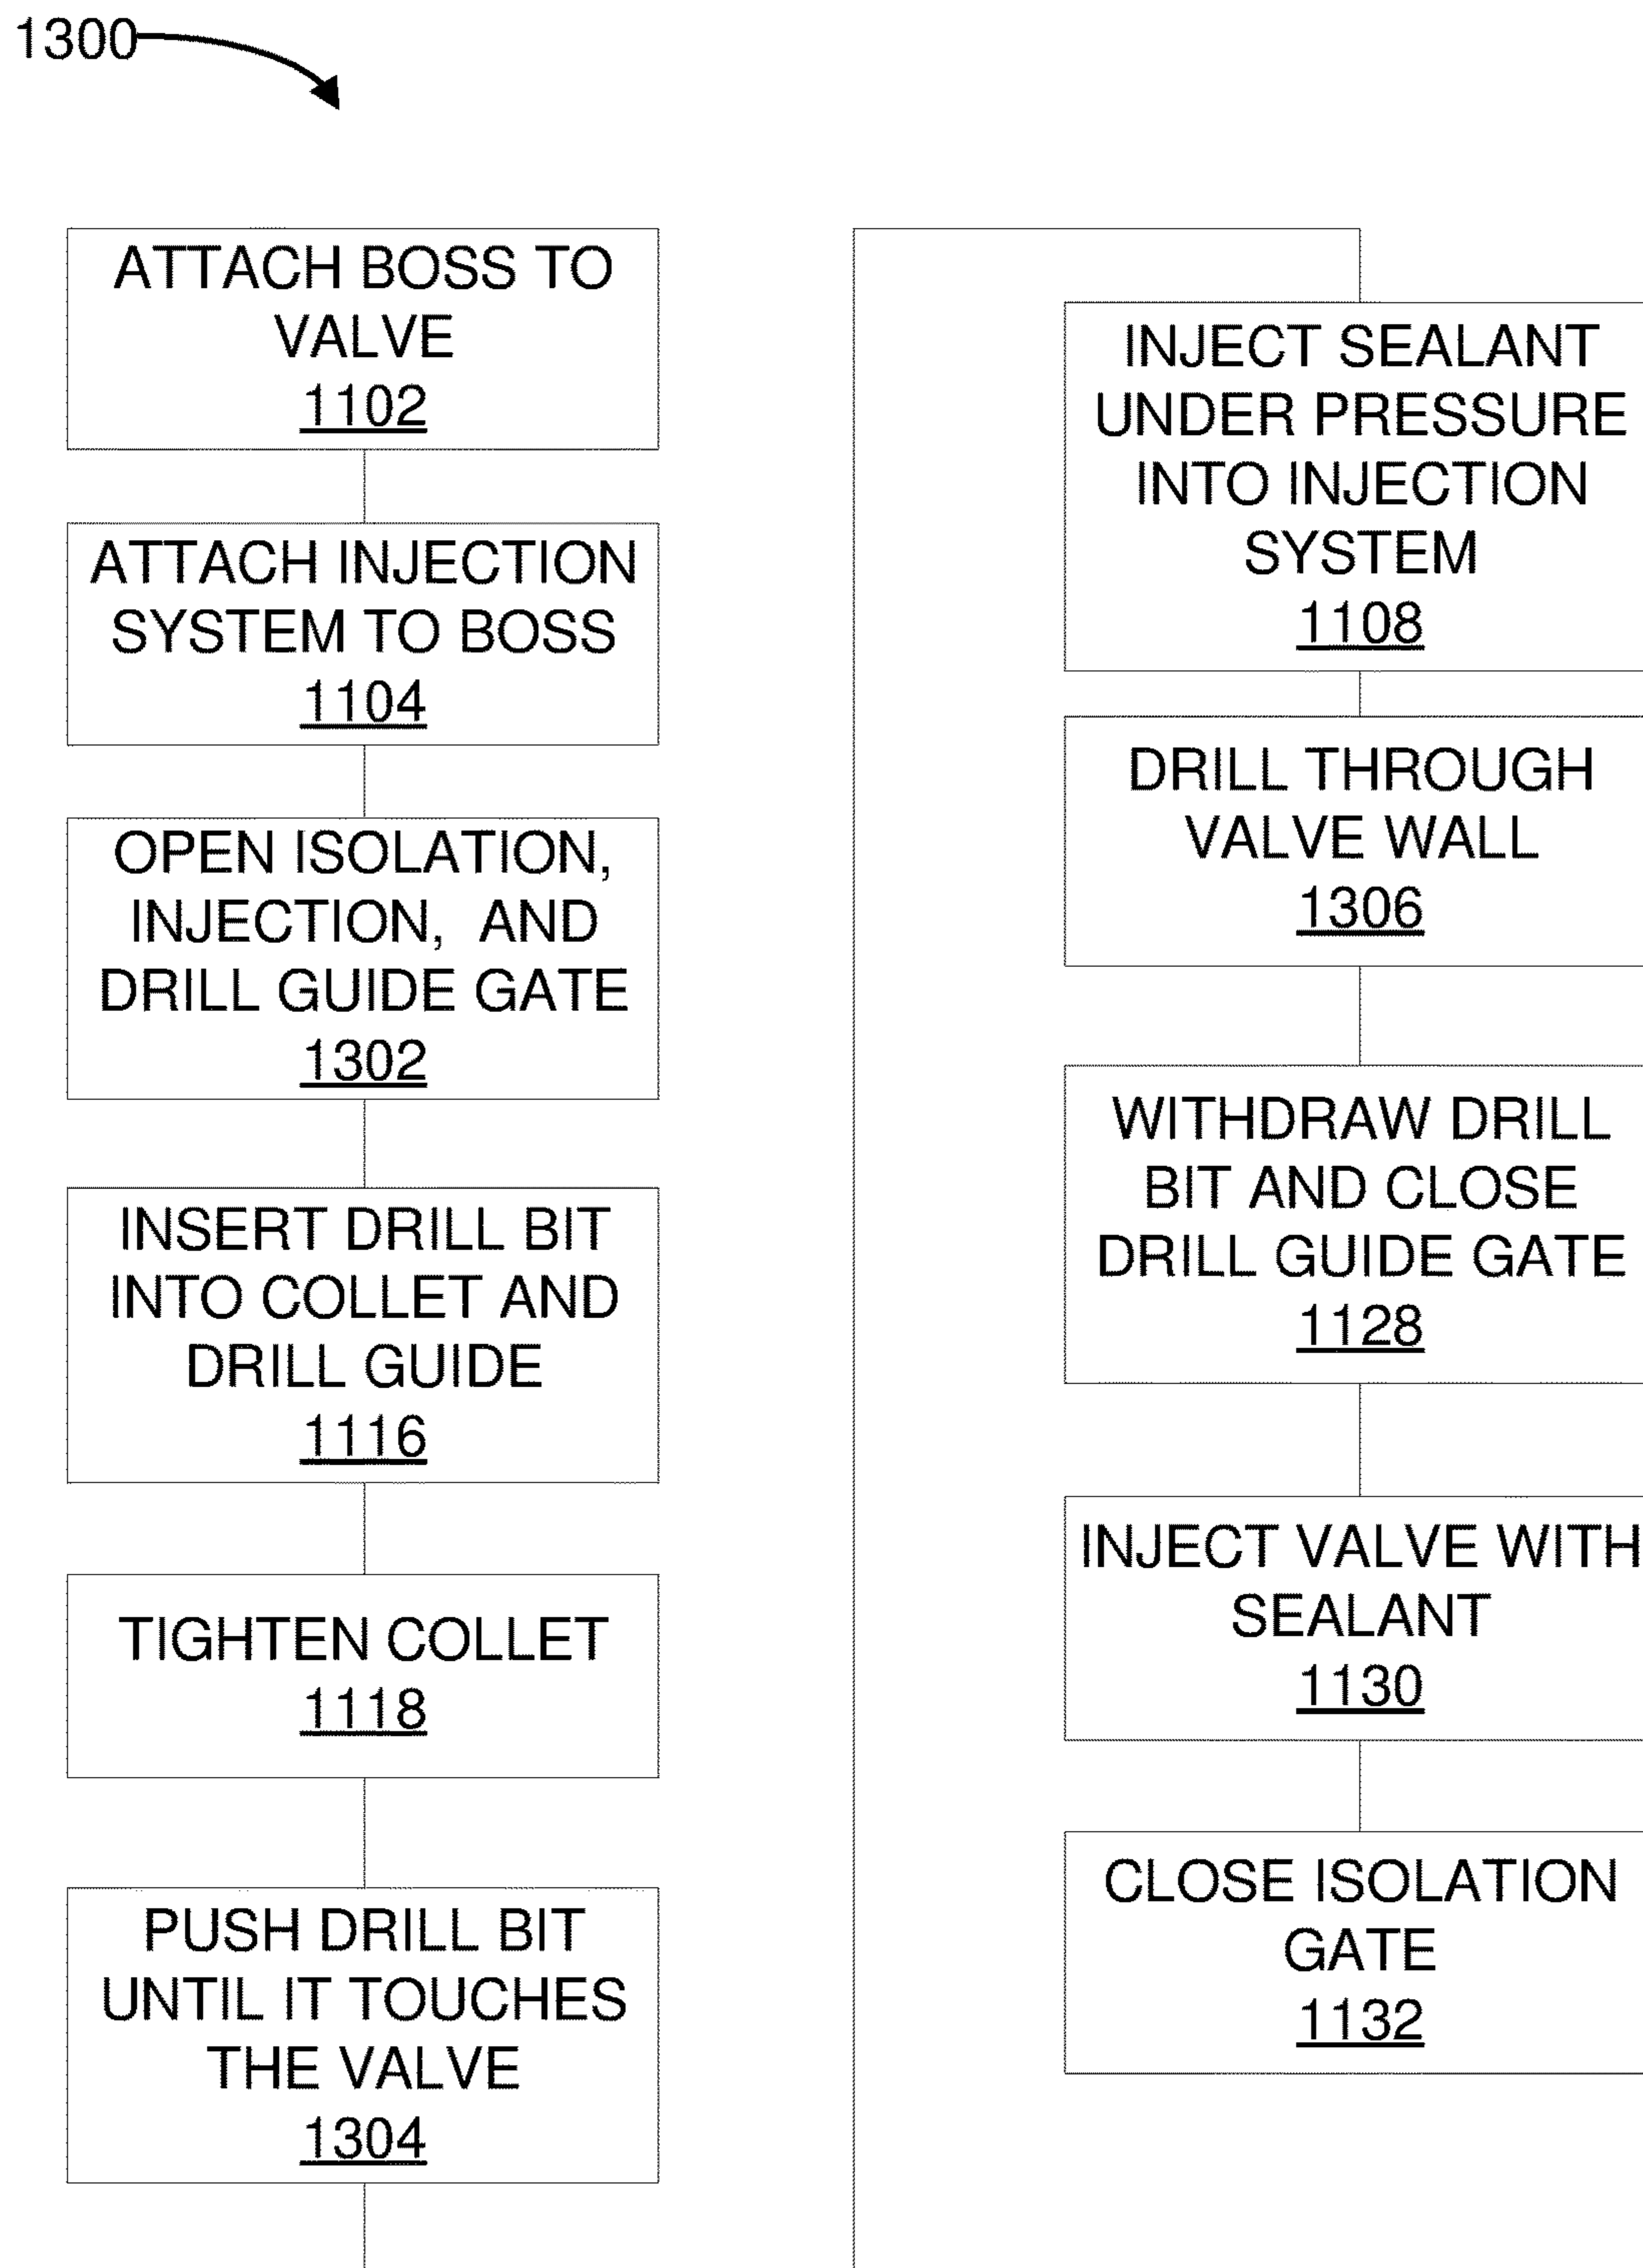 1300
ATTACH BOSS TO
VALVE
1102
ATTACH INJECTION
SYSTEM TO BOSS
1104
OPEN ISOLATION,
INJECTION, AND
DRILL GUIDE GATE
1302
INSERT DRILL BIT
INTO COLLET AND
DRILL GUIDE
1116
TIGHTEN COLLET
1118
PUSH DRILL BIT
UNTIL IT TOUCHES
THE VALVE
1304
INJECT SEALANT
UNDER PRESSURE
INTO INJECTION
SYSTEM
1108
DRILL THROUGH
VALVE WALL
1306
WITHDRAW DRILL
BIT AND CLOSE
DRILL GUIDE GATE
1128
INJECT VALVE WITH
SEALANT
1130
CLOSE ISOLATION
GATE
1132